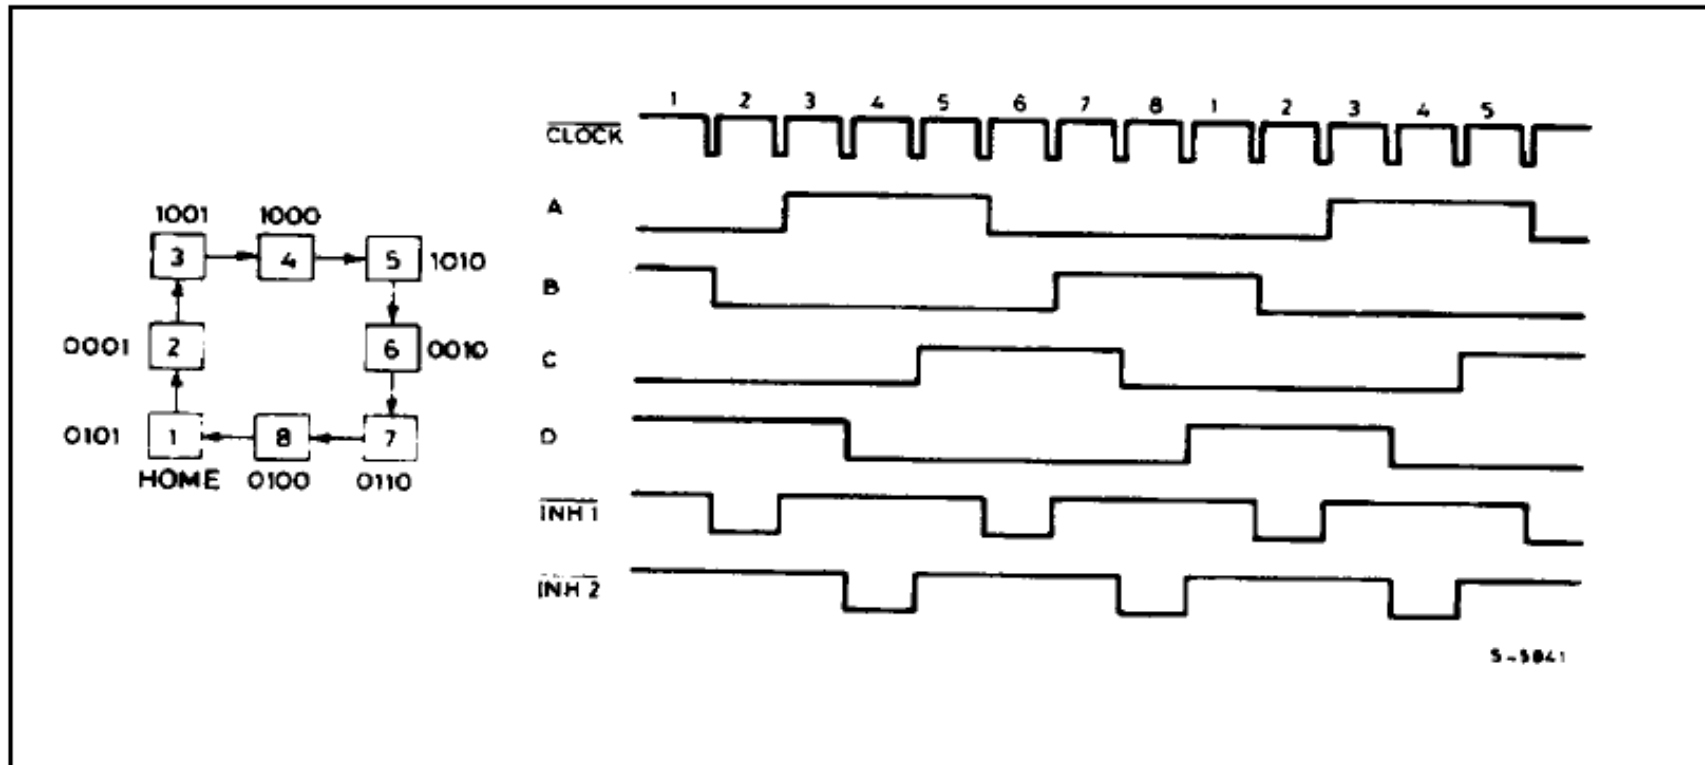 1 2 3 4 5 6 7 8 1 2 3 4 5
CLOCK
A
B
C
D
INH 1
INH 2
1001 1000
3 4 5 1010
0001 2 6 0010
0101 1 8 7
HOME 0100 0110
S-5841